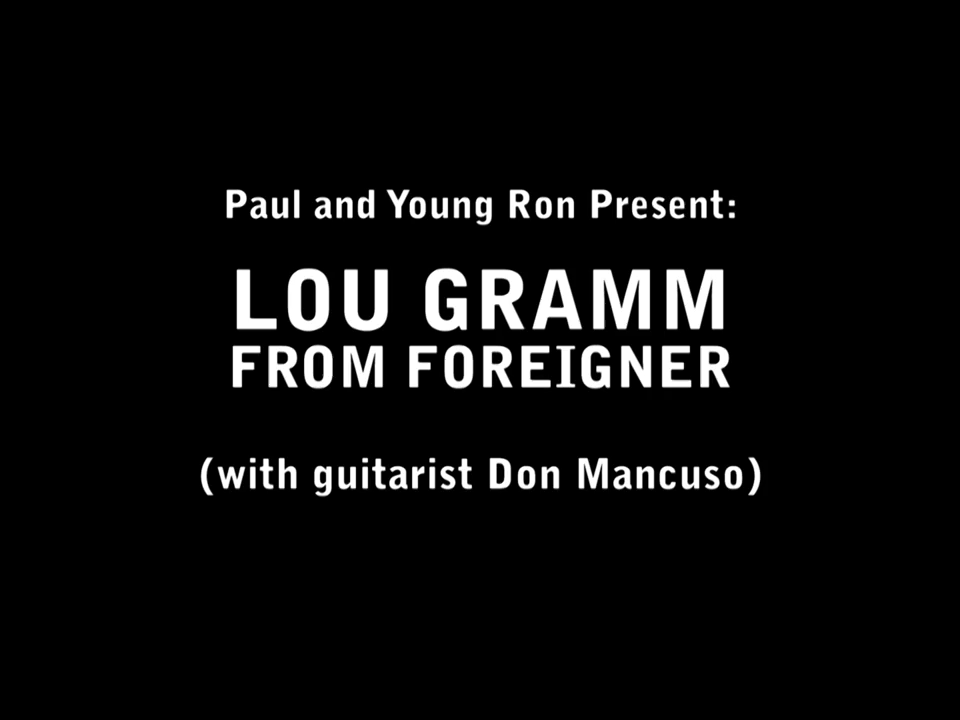 Paul and Young Ron Present:
LOU GRAMM
FROM FOREIGNER
(with guitarist Don Mancuso)